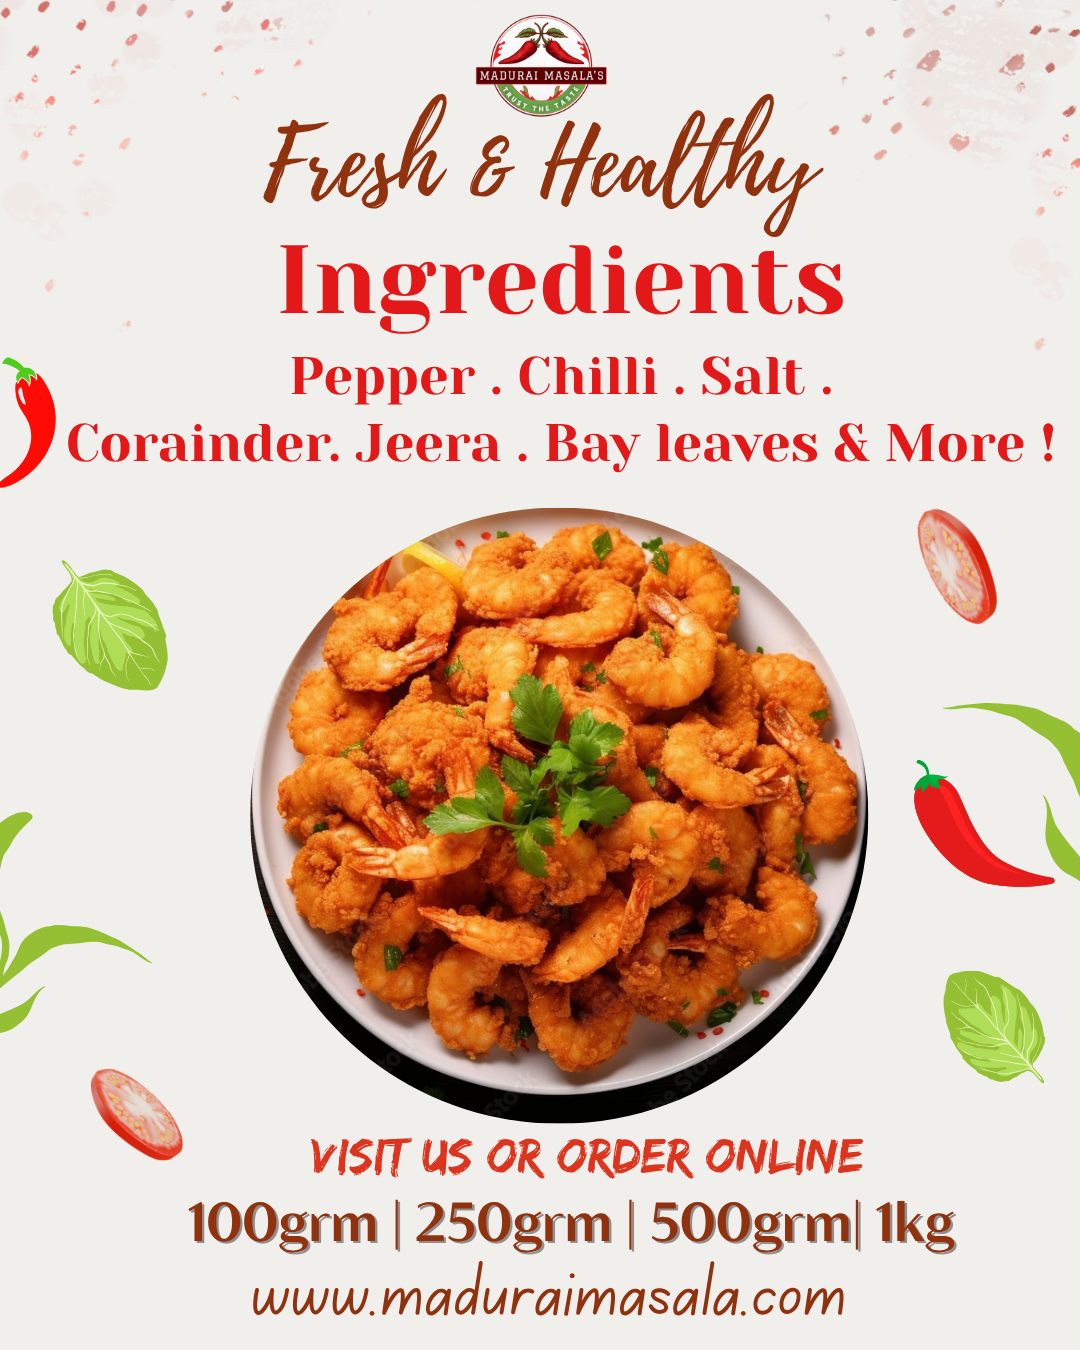 MADURAI MASALA'S
TRUST THE TASTE
Fresh & Healthy
Ingredients
Pepper . Chilli . Salt .
Corainder. Jeera . Bay leaves & More !
VISIT US OR ORDER ONLINE
100grm | 250grm | 500grm| 1kg
www.maduraimasala.com